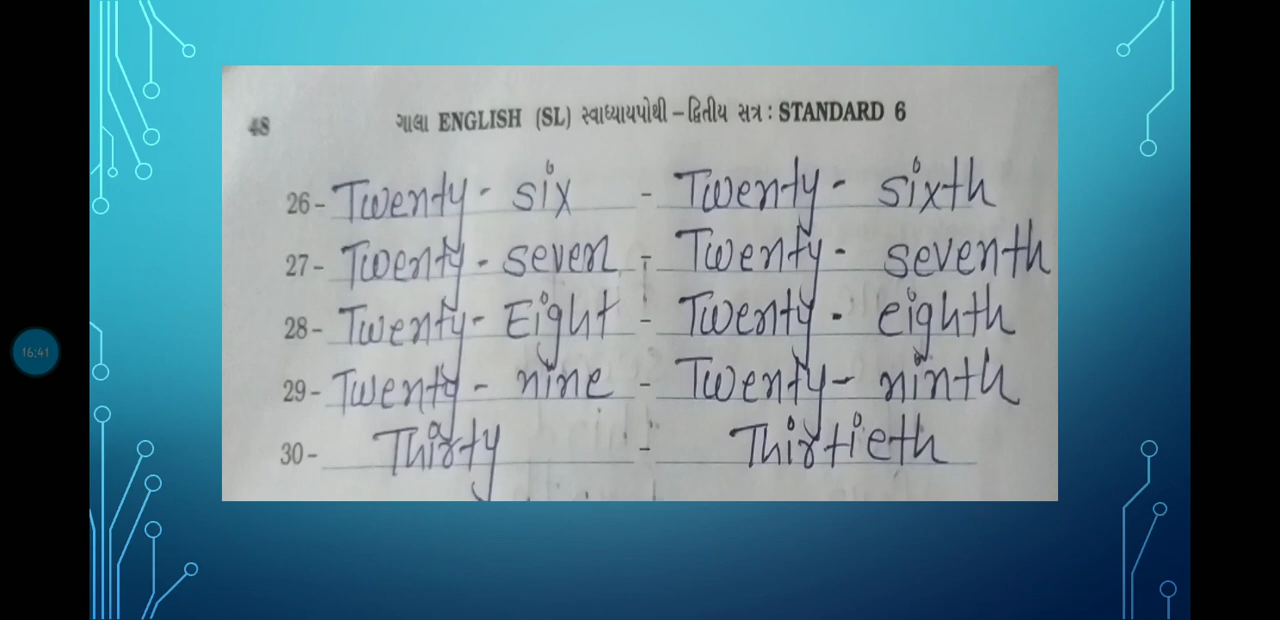 48 ગાલા ENGLISH (SL) સ્વાધ્યાયપોથી – દ્વિતીય સત્ર : STANDARD 6
26 – Twenty - six - Twenty - sixth
27 – Twenty - seven - Twenty - seventh
16:41
28 – Twenty - Eight - Twenty - eighth
29 – Twenty - nine - Twenty - ninth
30 – Thirty - Thirtieth